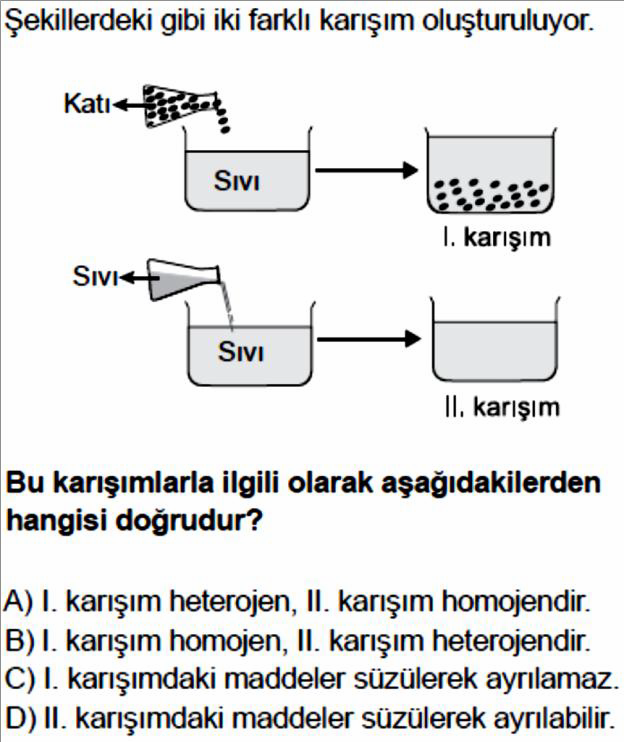 Şekillerdeki gibi iki farklı karışım oluşturuluyor.
Katı
Sıvı
I. karışım
Sıvı
Sıvı
II. karışım
Bu karışımlarla ilgili olarak aşağıdakilerden
hangisi doğrudur?
A) I. karışım heterojen, II. karışım homojendir.
B) I. karışım homojen, II. karışım heterojendir.
C) I. karışımdaki maddeler süzülerek ayrılamaz.
D) II. karışımdaki maddeler süzülerek ayrılabilir.